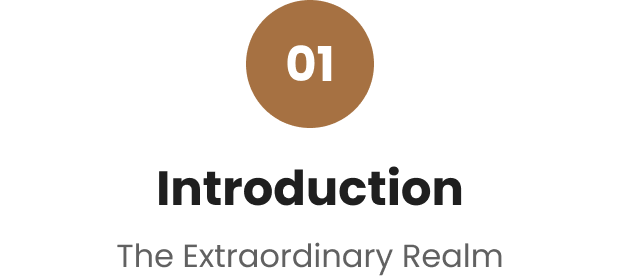 01
Introduction
The Extraordinary Realm